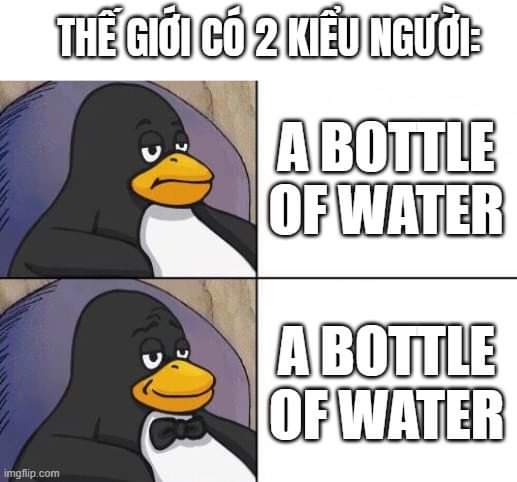 THẾ GIỚI CÓ 2 KIỂU NGƯỜI:
A BOTTLE
OF WATER
A BOTTLE
OF WATER
imgflip.com